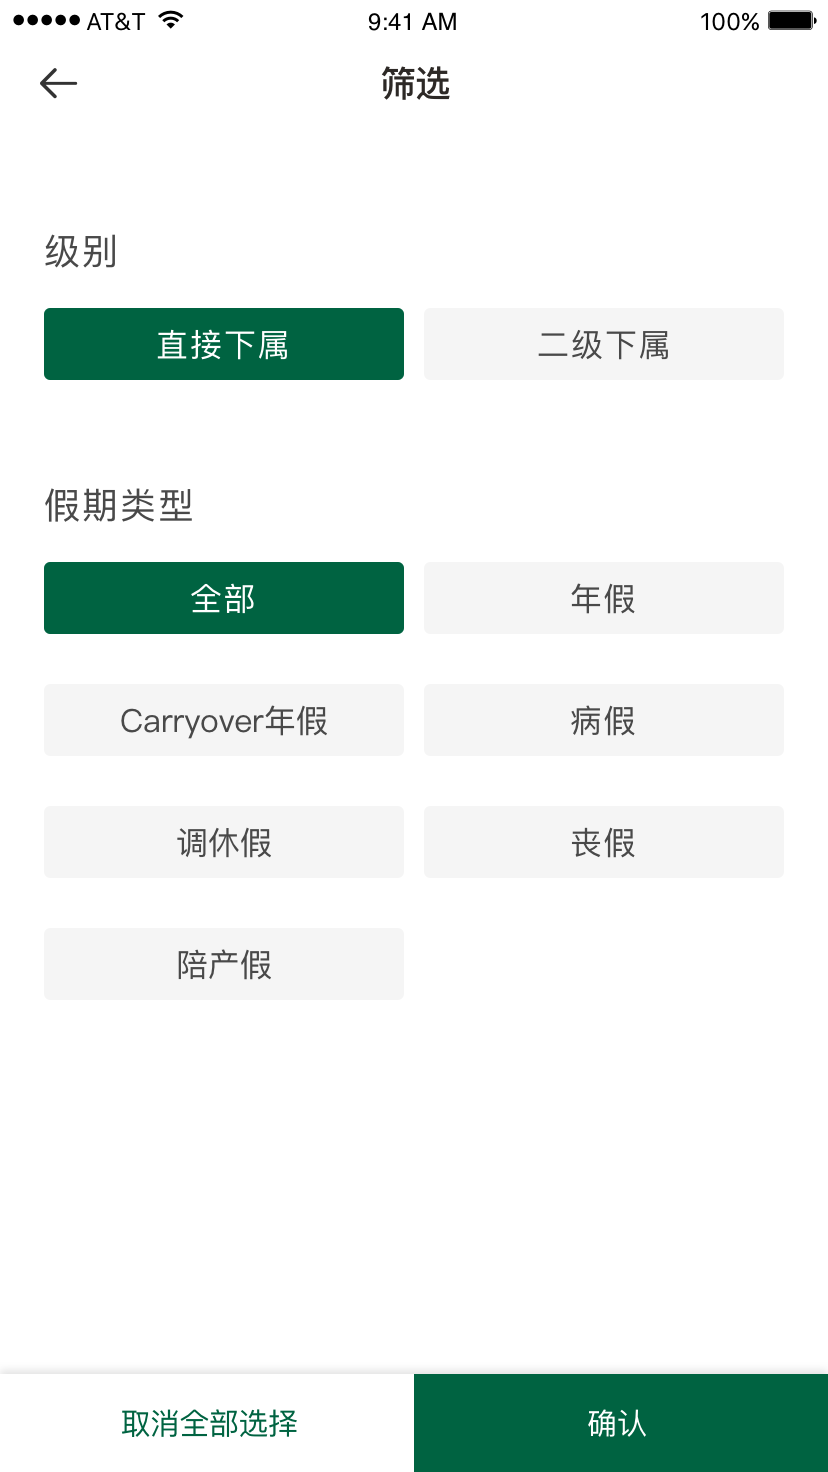 AT&T 9:41 AM 100%
筛选
级别
直接下属 二级下属
假期类型
全部 年假
Carryover年假 病假
调休假 丧假
陪产假
取消全部选择 确认